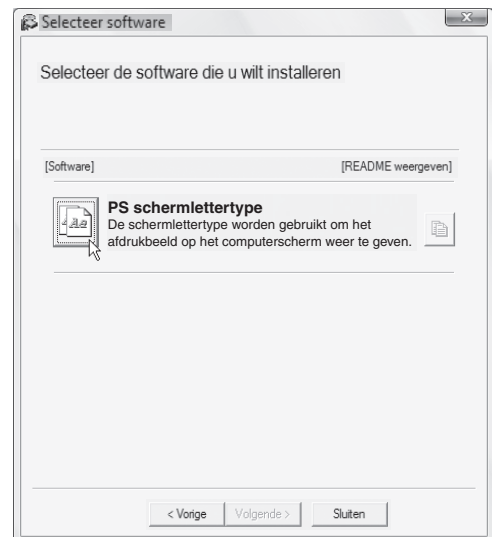 Selecteer software
Selecteer de software die u wilt installeren
[Software] [README weergeven]
PS schermlettertype
De schermlettertype worden gebruikt om het
afdrukbeeld op het computerscherm weer te geven.
< Vorige Volgende > Sluiten